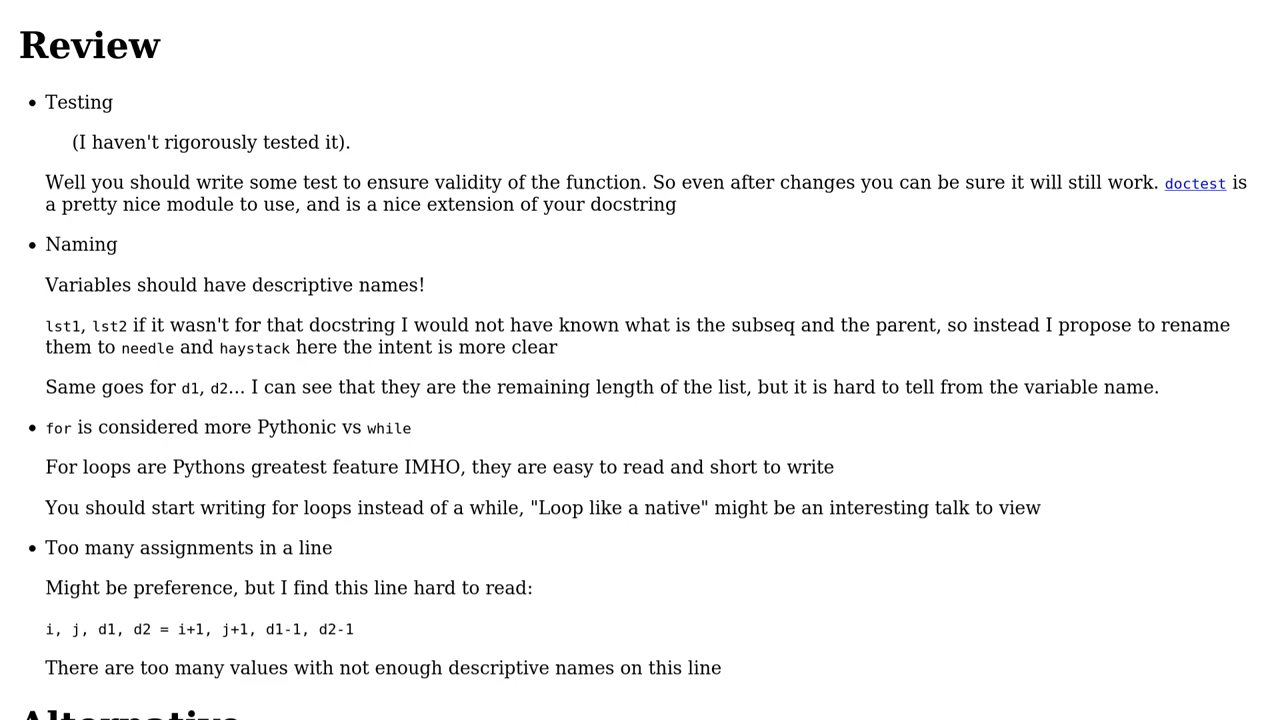 Review
• Testing
(I haven't rigorously tested it).
Well you should write some test to ensure validity of the function. So even after changes you can be sure it will still work. doctest is
a pretty nice module to use, and is a nice extension of your docstring
• Naming
Variables should have descriptive names!
lst1, lst2 if it wasn't for that docstring I would not have known what is the subseq and the parent, so instead I propose to rename
them to needle and haystack here the intent is more clear
Same goes for d1, d2... I can see that they are the remaining length of the list, but it is hard to tell from the variable name.
• for is considered more Pythonic vs while
For loops are Pythons greatest feature IMHO, they are easy to read and short to write
You should start writing for loops instead of a while, "Loop like a native" might be an interesting talk to view
• Too many assignments in a line
Might be preference, but I find this line hard to read:
i, j, d1, d2 = i+1, j+1, d1-1, d2-1
There are too many values with not enough descriptive names on this line
Alternative